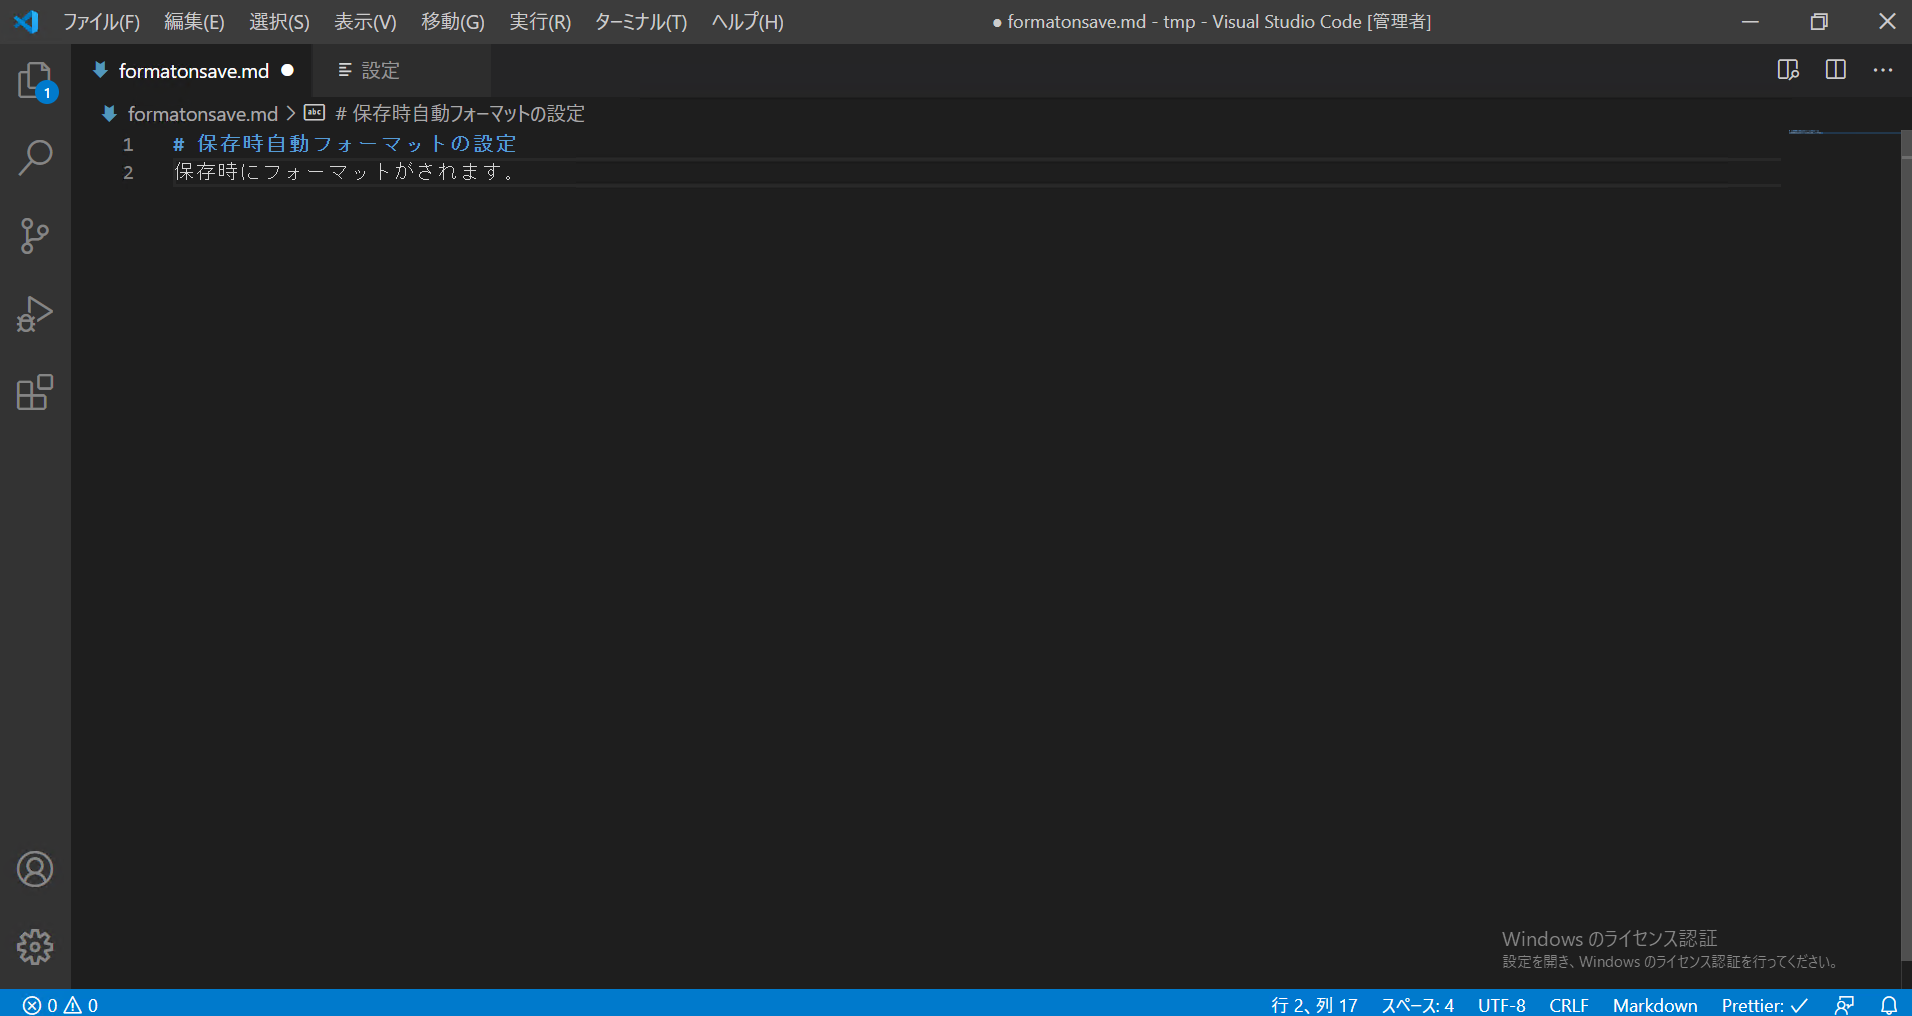 ファイル(F) 編集(E) 選択(S) 表示(V) 移動(G) 実行(R) ターミナル(T) ヘルプ(H) ● formatonsave.md - tmp - Visual Studio Code [管理者]
formatonsave.md ● 設定
1
formatonsave.md > abc # 保存時自動フォーマットの設定
1 # 保存時自動フォーマットの設定
2 保存時にフォーマットがされます。
Windows のライセンス認証
設定を開き、Windows のライセンス認証を行ってください。
0 0 行 2、列 17 スペース: 4 UTF-8 CRLF Markdown Prettier: ✓